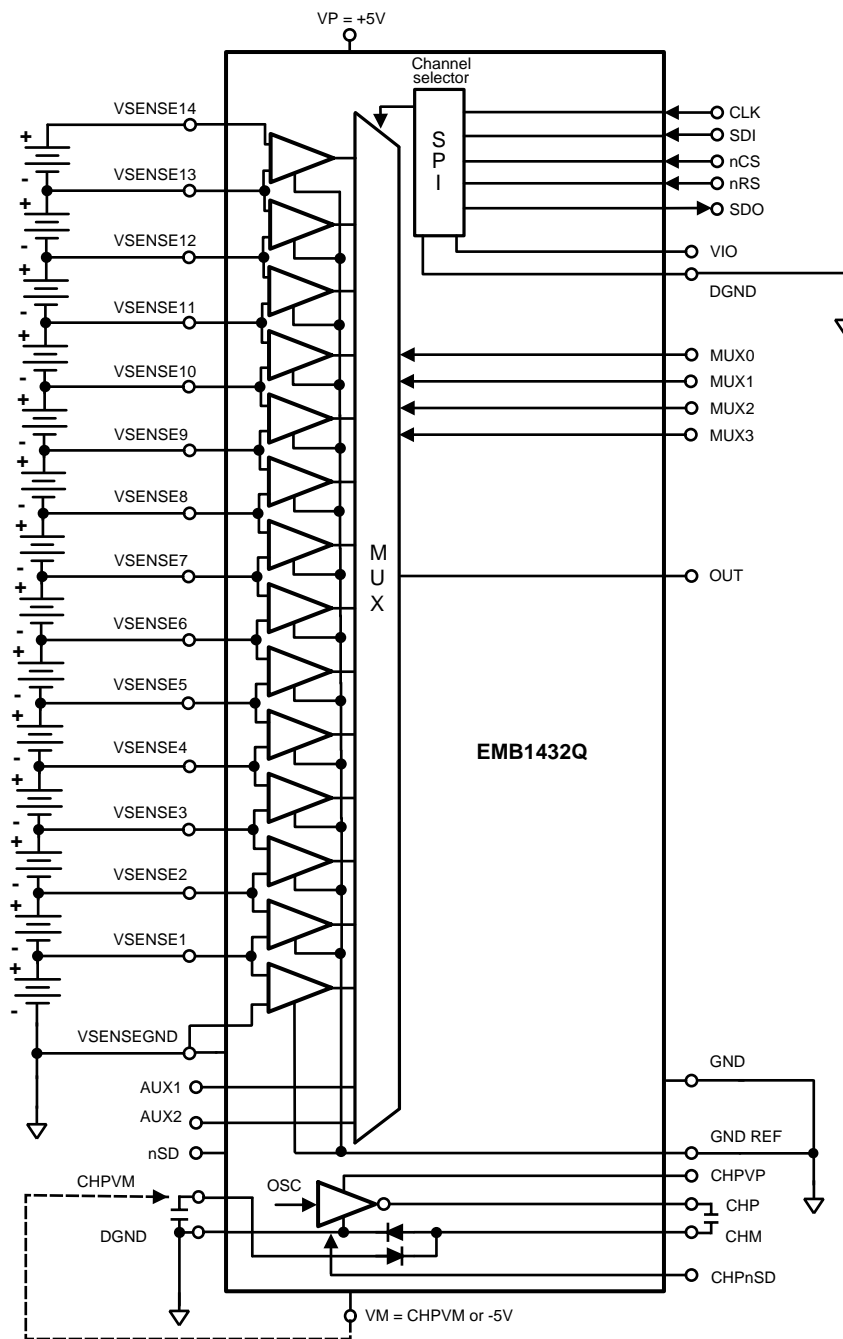 VP = +5V
Channel
selector
VSENSE14
CLK
SPI
SDI
nCS
VSENSE13
nRS
SDO
VSENSE12
VIO
DGND
VSENSE11
MUX0
VSENSE10
MUX1
MUX2
VSENSE9
MUX3
VSENSE8
VSENSE7
MUX
OUT
VSENSE6
VSENSE5
VSENSE4
EMB1432Q
VSENSE3
VSENSE2
VSENSE1
VSENSEGND
GND
AUX1
AUX2
GND REF
nSD
CHPVP
CHPVM
OSC
CHP
DGND
CHM
CHPnSD
VM = CHPVM or -5V